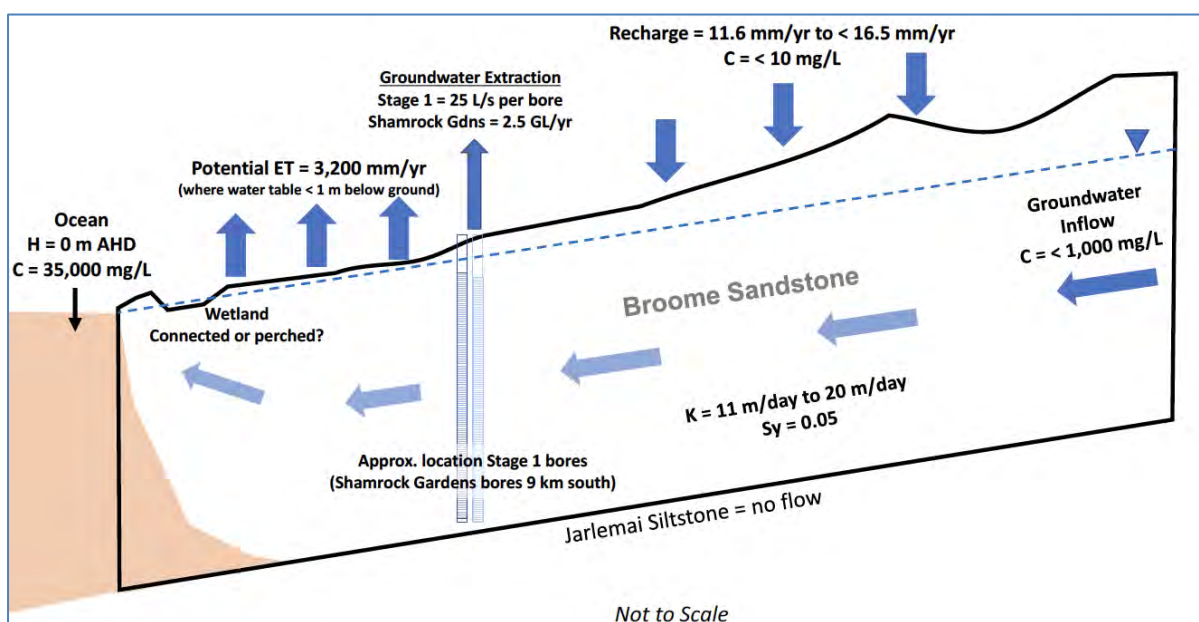 Recharge = 11.6 mm/yr to < 16.5 mm/yr
C = < 10 mg/L
Groundwater Extraction
Stage 1 = 25 L/s per bore
Shamrock Gdns = 2.5 GL/yr
Potential ET = 3,200 mm/yr
(where water table < 1 m below ground)
Ocean
H = 0 m AHD
C = 35,000 mg/L
Groundwater
Inflow
C = < 1,000 mg/L
Broome Sandstone
Wetland
Connected or perched?
K = 11 m/day to 20 m/day
Sy = 0.05
Approx. location Stage 1 bores
(Shamrock Gardens bores 9 km south)
Jarlemai Siltstone = no flow
Not to Scale